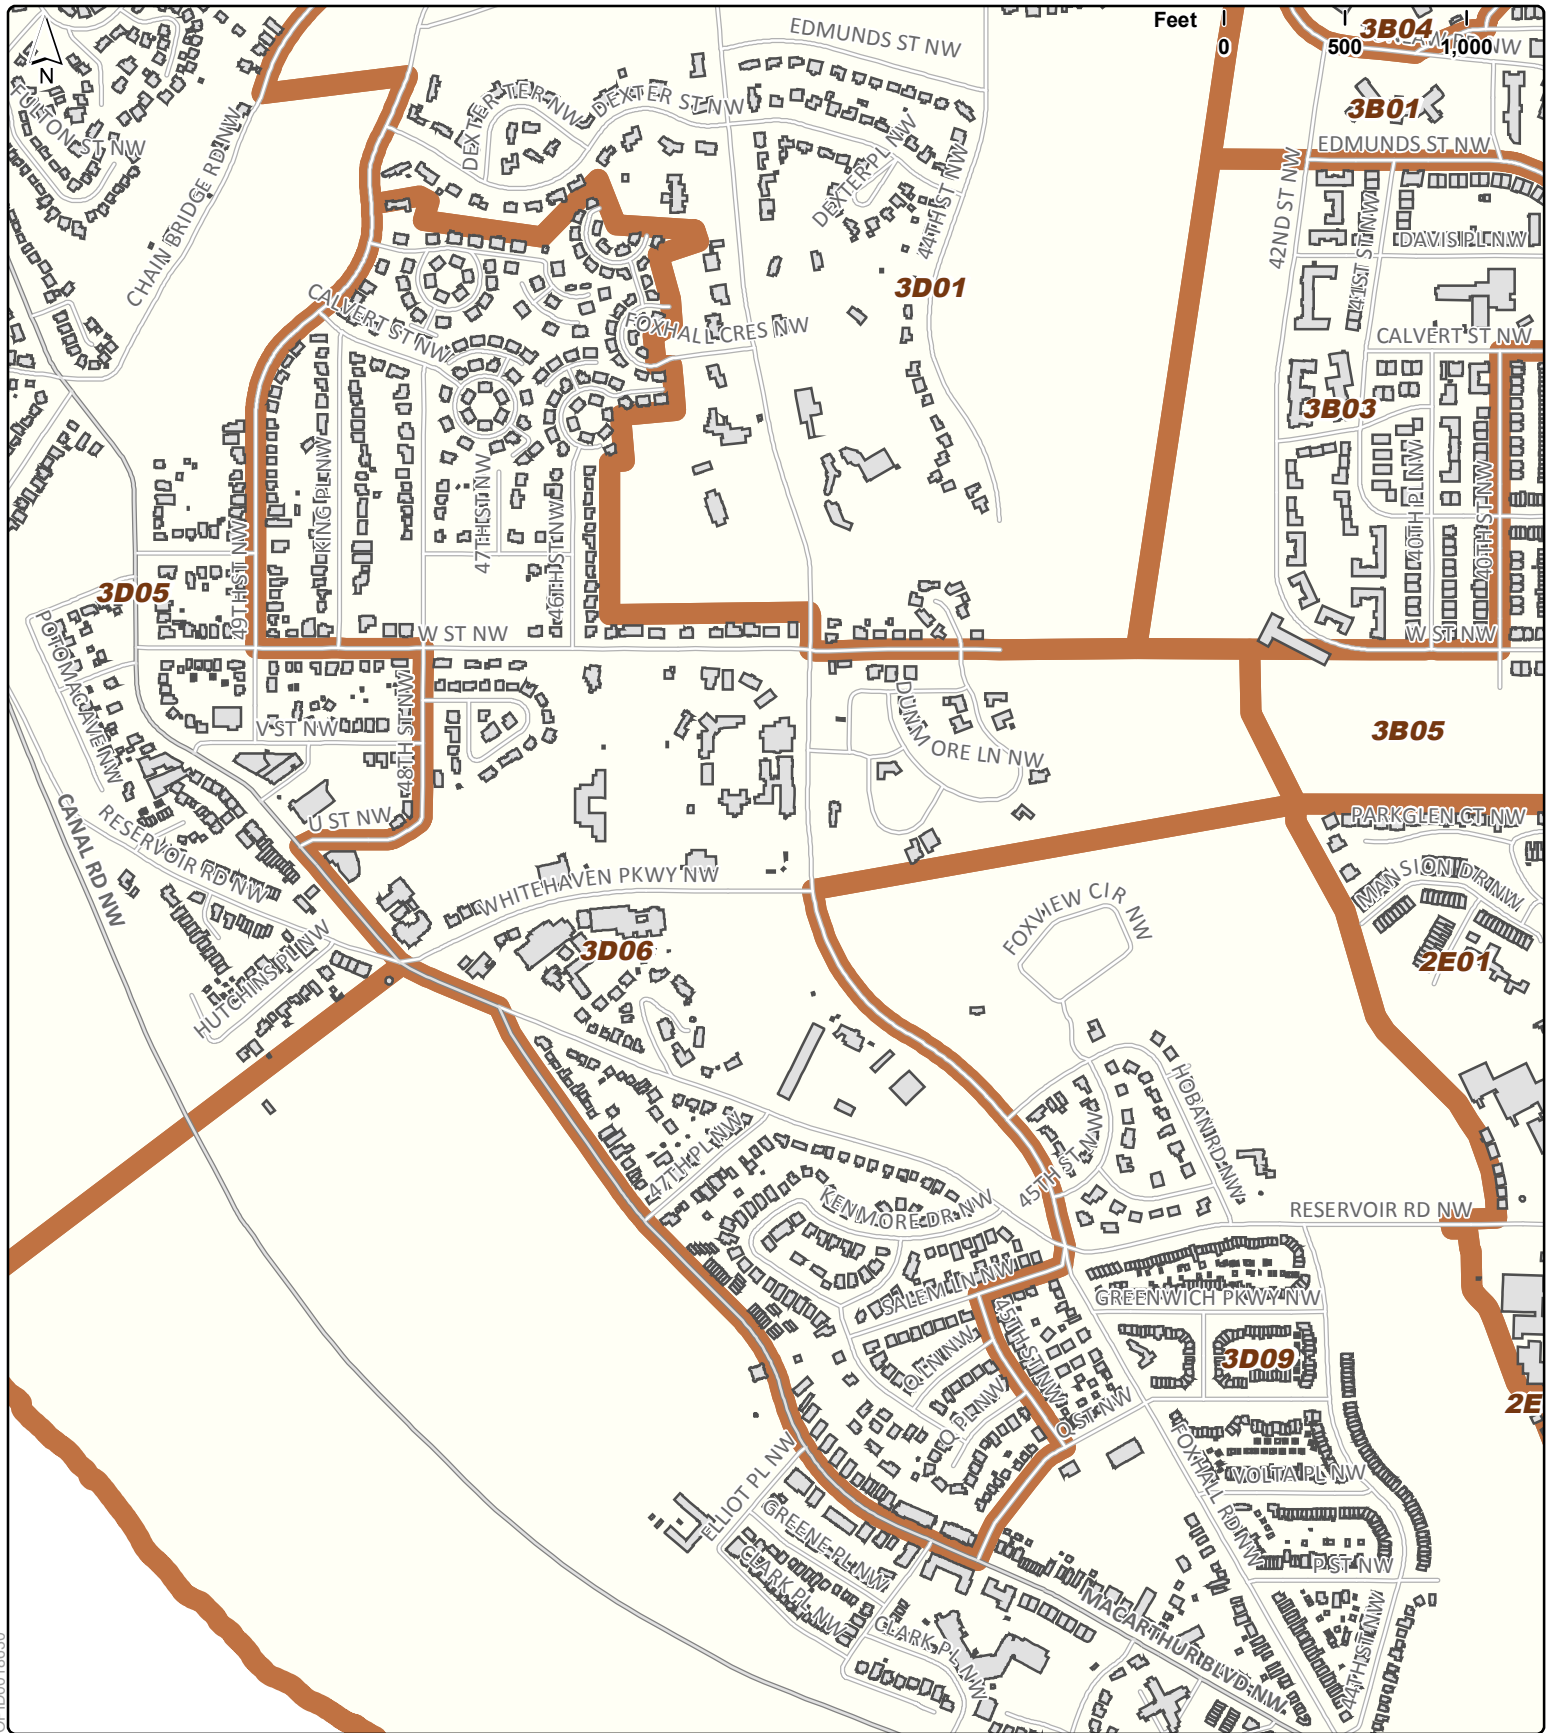 Feet
0
500
1,000
N
3B04
3B01
EDMUNDS ST NW
EDMUNDS ST NW
DEXTER TER NW
DEXTER ST NW
DEXTER PL NW
FULTON ST NW
CHAIN BRIDGE RD NW
44TH ST NW
42ND ST NW
41ST ST NW
DAVIS PL NW
3D01
CALVERT ST NW
FOXHALL CRES NW
CALVERT ST NW
3B03
KING PL NW
47TH ST NW
46TH ST NW
49TH ST NW
40TH PL NW
40TH ST NW
3D05
W ST NW
W ST NW
POTOMAC AVE NW
V ST NW
48TH ST NW
DUNMORE LN NW
3B05
U ST NW
CANAL RD NW
RESERVOIR RD NW
PARKGLEN CT NW
MANSION DR NW
WHITEHAVEN PKWY NW
FOXVIEW CIR NW
3D06
2E01
HUTCHINS PL NW
HOBAN RD NW
47TH PL NW
45TH ST NW
KENMORE DR NW
RESERVOIR RD NW
SALEM LN NW
GREENWICH PKWY NW
45TH ST NW
Q LN NW
3D09
Q PL NW
Q ST NW
2E
FOXHALL RD NW
VOLTA PL NW
ELLIOT PL NW
GREENE PL NW
CLARK PL NW
P ST NW
MACARTHUR BLVD NW
CLARK PL NW
44TH ST NW